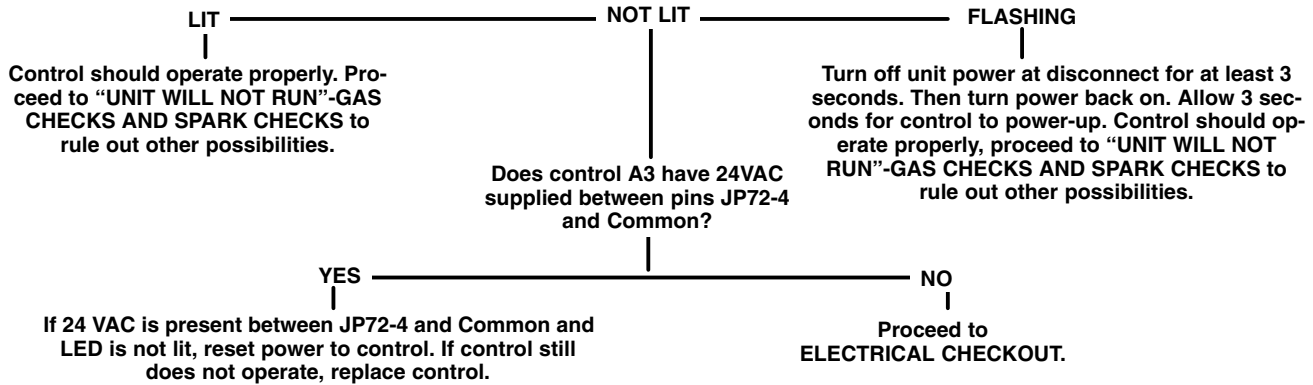 LIT
NOT LIT
FLASHING
Control should operate properly. Pro-
ceed to “UNIT WILL NOT RUN”-GAS
CHECKS AND SPARK CHECKS to
rule out other possibilities.
Turn off unit power at disconnect for at least 3
seconds. Then turn power back on. Allow 3 sec-
onds for control to power-up. Control should op-
erate properly, proceed to “UNIT WILL NOT
RUN”-GAS CHECKS AND SPARK CHECKS to
rule out other possibilities.
Does control A3 have 24VAC
supplied between pins JP72-4
and Common?
YES
NO
If 24 VAC is present between JP72-4 and Common and
LED is not lit, reset power to control. If control still
does not operate, replace control.
Proceed to
ELECTRICAL CHECKOUT.